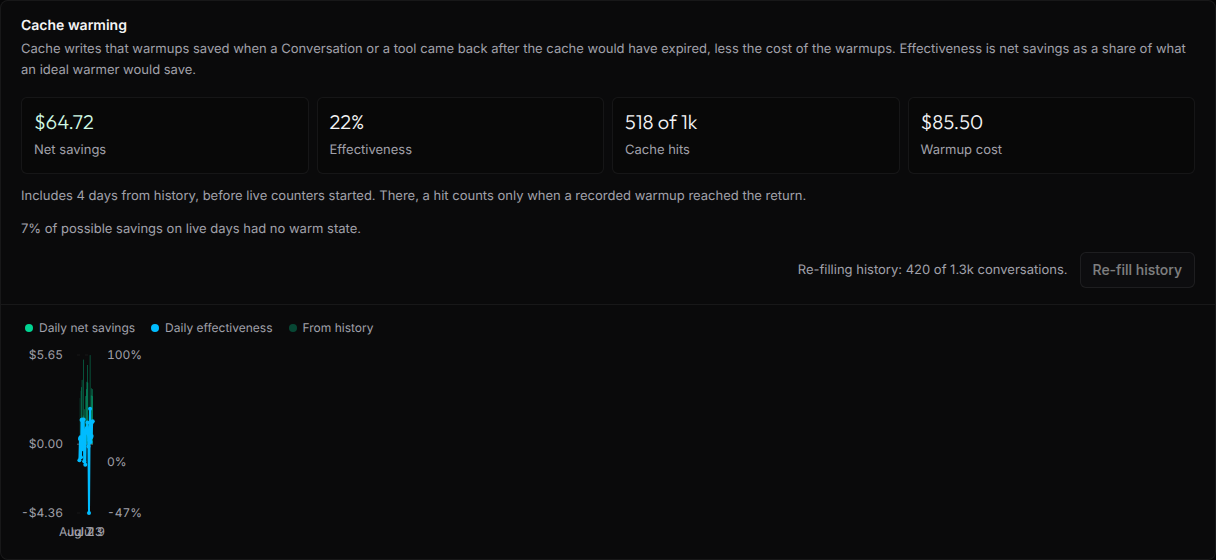 Cache warming
Cache writes that warmups saved when a Conversation or a tool came back after the cache would have expired, less the cost of the warmups. Effectiveness is net savings as a share of what
an ideal warmer would save.
$64.72
Net savings
22%
Effectiveness
518 of 1k
Cache hits
$85.50
Warmup cost
Includes 4 days from history, before live counters started. There, a hit counts only when a recorded warmup reached the return.
7% of possible savings on live days had no warm state.
Re-filling history: 420 of 1.3k conversations.
Re-fill history
Daily net savings
Daily effectiveness
From history
$5.65
100%
$0.00
0%
-$4.36
-47%